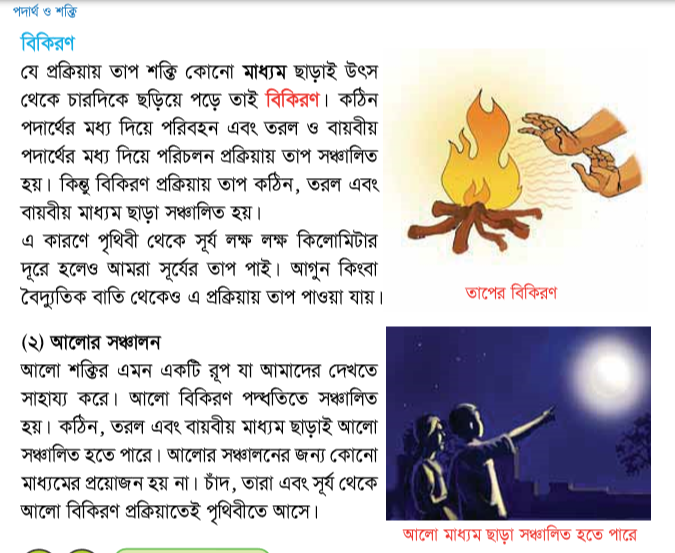 পদার্থ ও শক্তি
বিকিরণ
যে প্রক্রিয়ায় তাপ শক্তি কোনো মাধ্যম ছাড়াই উৎস
থেকে চারদিকে ছড়িয়ে পড়ে তাই বিকিরণ। কঠিন
পদার্থের মধ্য দিয়ে পরিবহন এবং তরল ও বায়বীয়
পদার্থের মধ্য দিয়ে পরিচলন প্রক্রিয়ায় তাপ সঞ্চালিত
হয়। কিন্তু বিকিরণ প্রক্রিয়ায় তাপ কঠিন, তরল এবং
বায়বীয় মাধ্যম ছাড়া সঞ্চালিত হয়।
এ কারণে পৃথিবী থেকে সূর্য লক্ষ লক্ষ কিলোমিটার
দূরে হলেও আমরা সূর্যের তাপ পাই। আগুন কিংবা
বৈদ্যুতিক বাতি থেকেও এ প্রক্রিয়ায় তাপ পাওয়া যায়।
তাপের বিকিরণ
(২) আলোর সঞ্চালন
আলো শক্তির এমন একটি রূপ যা আমাদের দেখতে
সাহায্য করে। আলো বিকিরণ পদ্ধতিতে সঞ্চালিত
হয়। কঠিন, তরল এবং বায়বীয় মাধ্যম ছাড়াই আলো
সঞ্চালিত হতে পারে। আলোর সঞ্চালনের জন্য কোনো
মাধ্যমের প্রয়োজন হয় না। চাঁদ, তারা এবং সূর্য থেকে
আলো বিকিরণ প্রক্রিয়াতেই পৃথিবীতে আসে।
আলো মাধ্যম ছাড়া সঞ্চালিত হতে পারে